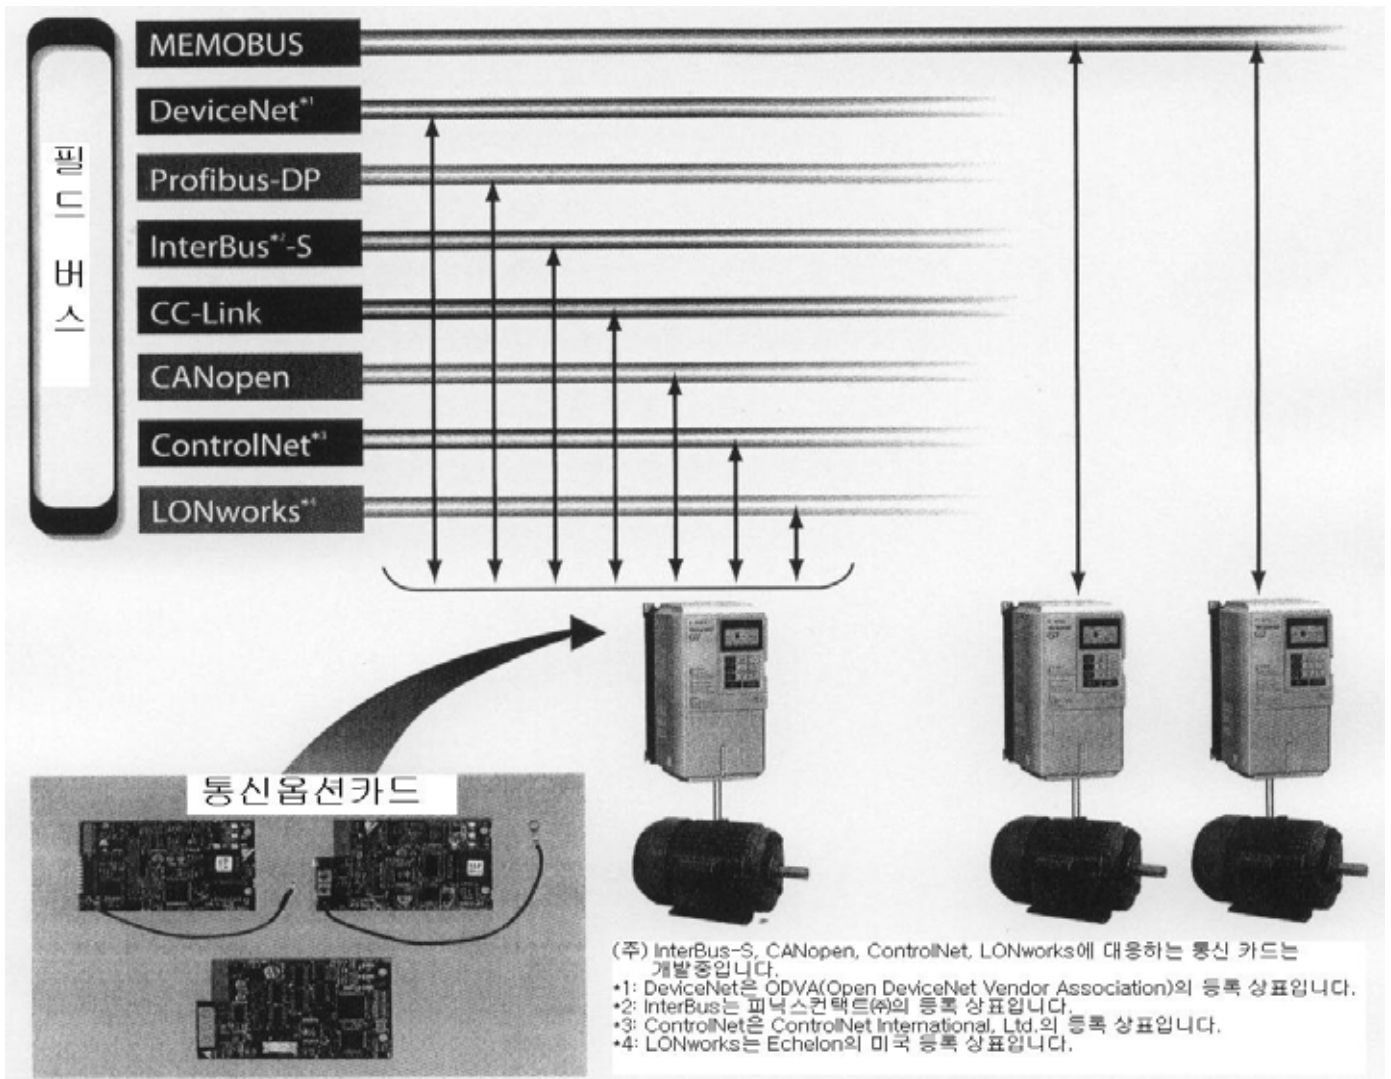 필드 버스
MEMOBUS
DeviceNet*1
Profibus-DP
InterBus*2-S
CC-Link
CANopen
ControlNet*3
LONworks*4
통신옵션카드
(주) InterBus-S, CANopen, ControlNet, LONworks에 대응하는 통신 카드는
개발중입니다.
*1: DeviceNet은 ODVA(Open DeviceNet Vendor Association)의 등록 상표입니다.
*2: InterBus는 피닉스컨택트㈜의 등록 상표입니다.
*3: ControlNet은 ControlNet International, Ltd.의 등록 상표입니다.
*4: LONworks는 Echelon의 미국 등록 상표입니다.